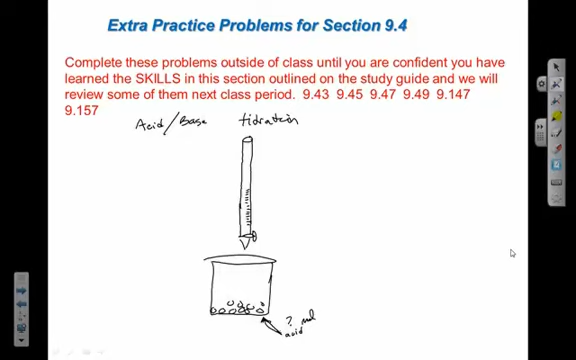 Extra Practice Problems for Section 9.4
Complete these problems outside of class until you are confident you have
learned the SKILLS in this section outlined on the study guide and we will
review some of them next class period. 9.43 9.45 9.47 9.49 9.147
9.157
Acid/Base tidration
? mol
acid